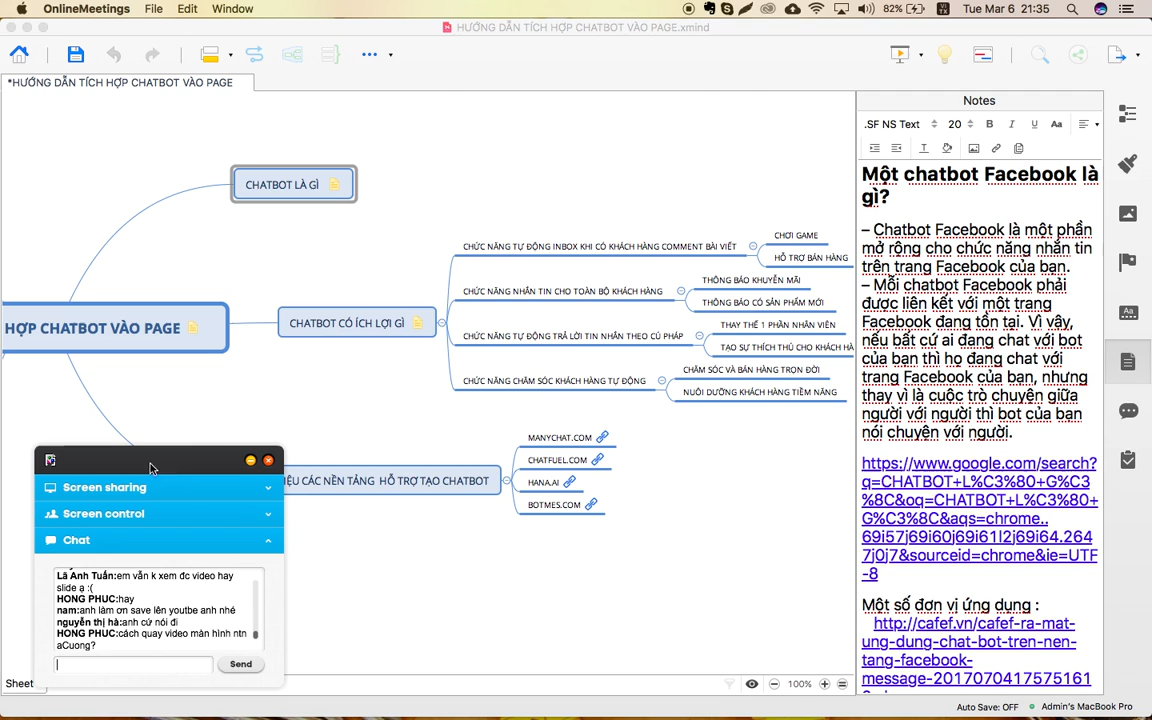 OnlineMeetings File Edit Window
82% Tue Mar 6 21:35
HƯỚNG DẪN TÍCH HỢP CHATBOT VÀO PAGE.xmind
*HƯỚNG DẪN TÍCH HỢP CHATBOT VÀO PAGE
CHATBOT LÀ GÌ
HỢP CHATBOT VÀO PAGE
CHATBOT CÓ ÍCH LỢI GÌ
CHỨC NĂNG TỰ ĐỘNG INBOX KHI CÓ KHÁCH HÀNG COMMENT BÀI VIẾT
CHƠI GAME
HỖ TRỢ BÁN HÀNG
CHỨC NĂNG NHẮN TIN CHO TOÀN BỘ KHÁCH HÀNG
THÔNG BÁO KHUYẾN MÃI
THÔNG BÁO CÓ SẢN PHẨM MỚI
CHỨC NĂNG TỰ ĐỘNG TRẢ LỜI TIN NHẮN THEO CÚ PHÁP
THAY THẾ 1 PHẦN NHÂN VIÊN
TẠO SỰ THÍCH THÚ CHO KHÁCH HÀ
CHỨC NĂNG CHĂM SÓC KHÁCH HÀNG TỰ ĐỘNG
CHĂM SÓC VÀ BÁN HÀNG TRỌN ĐỜI
NUÔI DƯỠNG KHÁCH HÀNG TIỀM NĂNG
IỆU CÁC NỀN TẢNG HỖ TRỢ TẠO CHATBOT
MANYCHAT.COM
CHATFUEL.COM
HANA.AI
BOTMES.COM
Screen sharing
Screen control
Chat
Lã Ánh Tuấn:em vẫn k xem đc video hay
slide ạ :(
HONG PHUC:hay
nam:anh làm ơn save lên youtbe anh nhé
nguyễn thị hà:anh cứ nói đi
HONG PHUC:cách quay video màn hình ntn
aCuong?
Send
Sheet
100%
Notes
.SF NS Text 20 B I U Aa
Một chatbot Facebook là
gì?
– Chatbot Facebook là một phần
mở rộng cho chức năng nhắn tin
trên trang Facebook của bạn.
– Mỗi chatbot Facebook phải
được liên kết với một trang
Facebook đang tồn tại. Vì vậy,
nếu bất cứ ai đang chat với bot
của bạn thì họ đang chat với
trang Facebook của bạn, nhưng
thay vì là cuộc trò chuyện giữa
người với người thì bot của bạn
nói chuyện với người.
https://www.google.com/search?
q=CHATBOT+L%C3%80+G%C3
%8C&oq=CHATBOT+L%C3%80+
G%C3%8C&aqs=chrome..
69i57j69i60j69i61l2j69i64.264
7j0j7&sourceid=chrome&ie=UTF
-8
Một số đơn vị ứng dụng :
http://cafef.vn/cafef-ra-mat-
ung-dung-chat-bot-tren-nen-
tang-facebook-
message-2017070417575161
Auto Save: OFF Admin's MacBook Pro